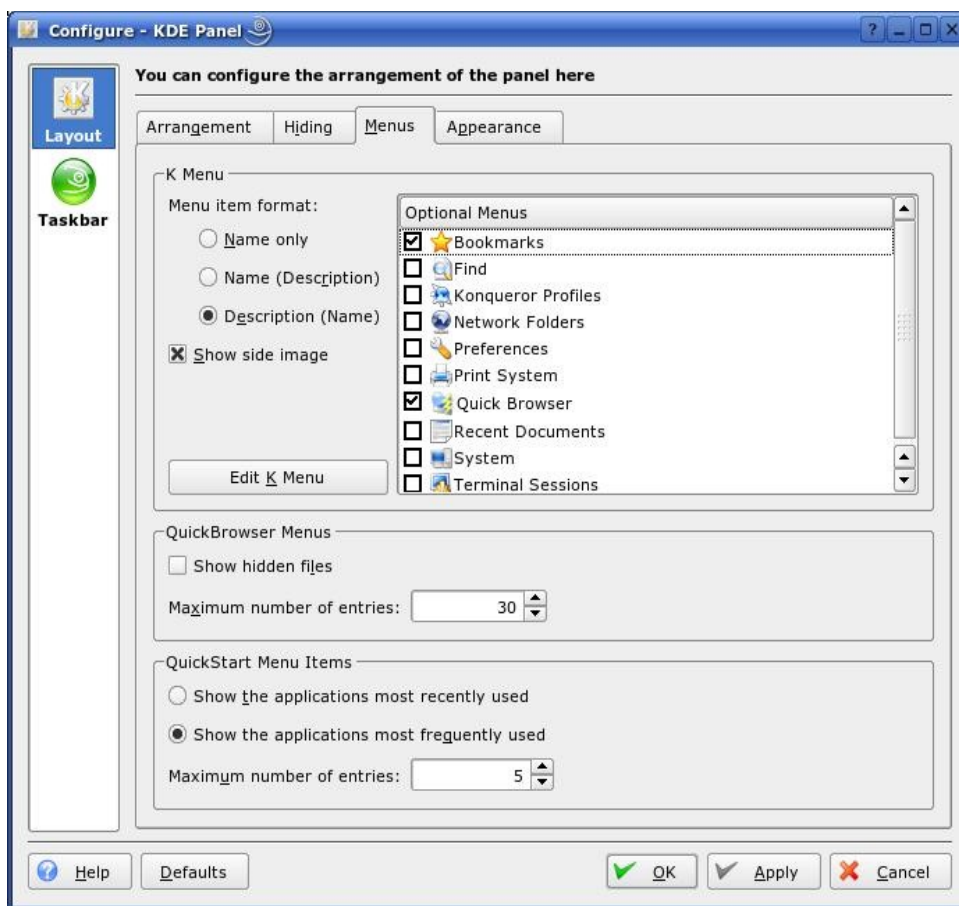 Configure - KDE Panel
You can configure the arrangement of the panel here
Layout
Taskbar
Arrangement Hiding Menus Appearance
K Menu
Menu item format:
Name only
Name (Description)
Description (Name)
Show side image
Edit K Menu
Optional Menus
Bookmarks
Find
Konqueror Profiles
Network Folders
Preferences
Print System
Quick Browser
Recent Documents
System
Terminal Sessions
QuickBrowser Menus
Show hidden files
Maximum number of entries: 30
QuickStart Menu Items
Show the applications most recently used
Show the applications most frequently used
Maximum number of entries: 5
Help Defaults OK Apply Cancel